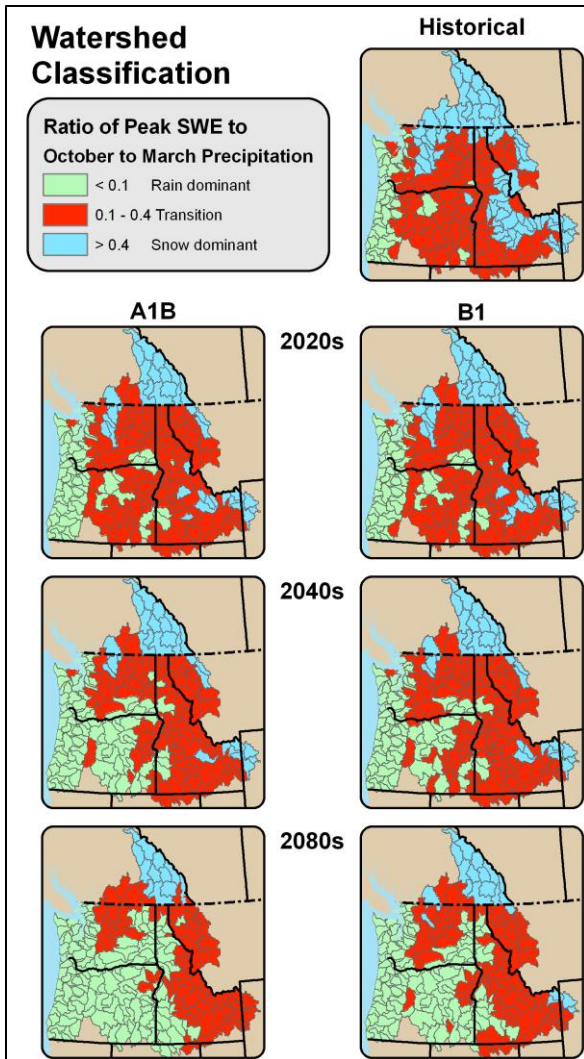 Watershed
Classification
Historical
Ratio of Peak SWE to
October to March Precipitation
< 0.1 Rain dominant
0.1 - 0.4 Transition
> 0.4 Snow dominant
A1B
B1
2020s
2040s
2080s